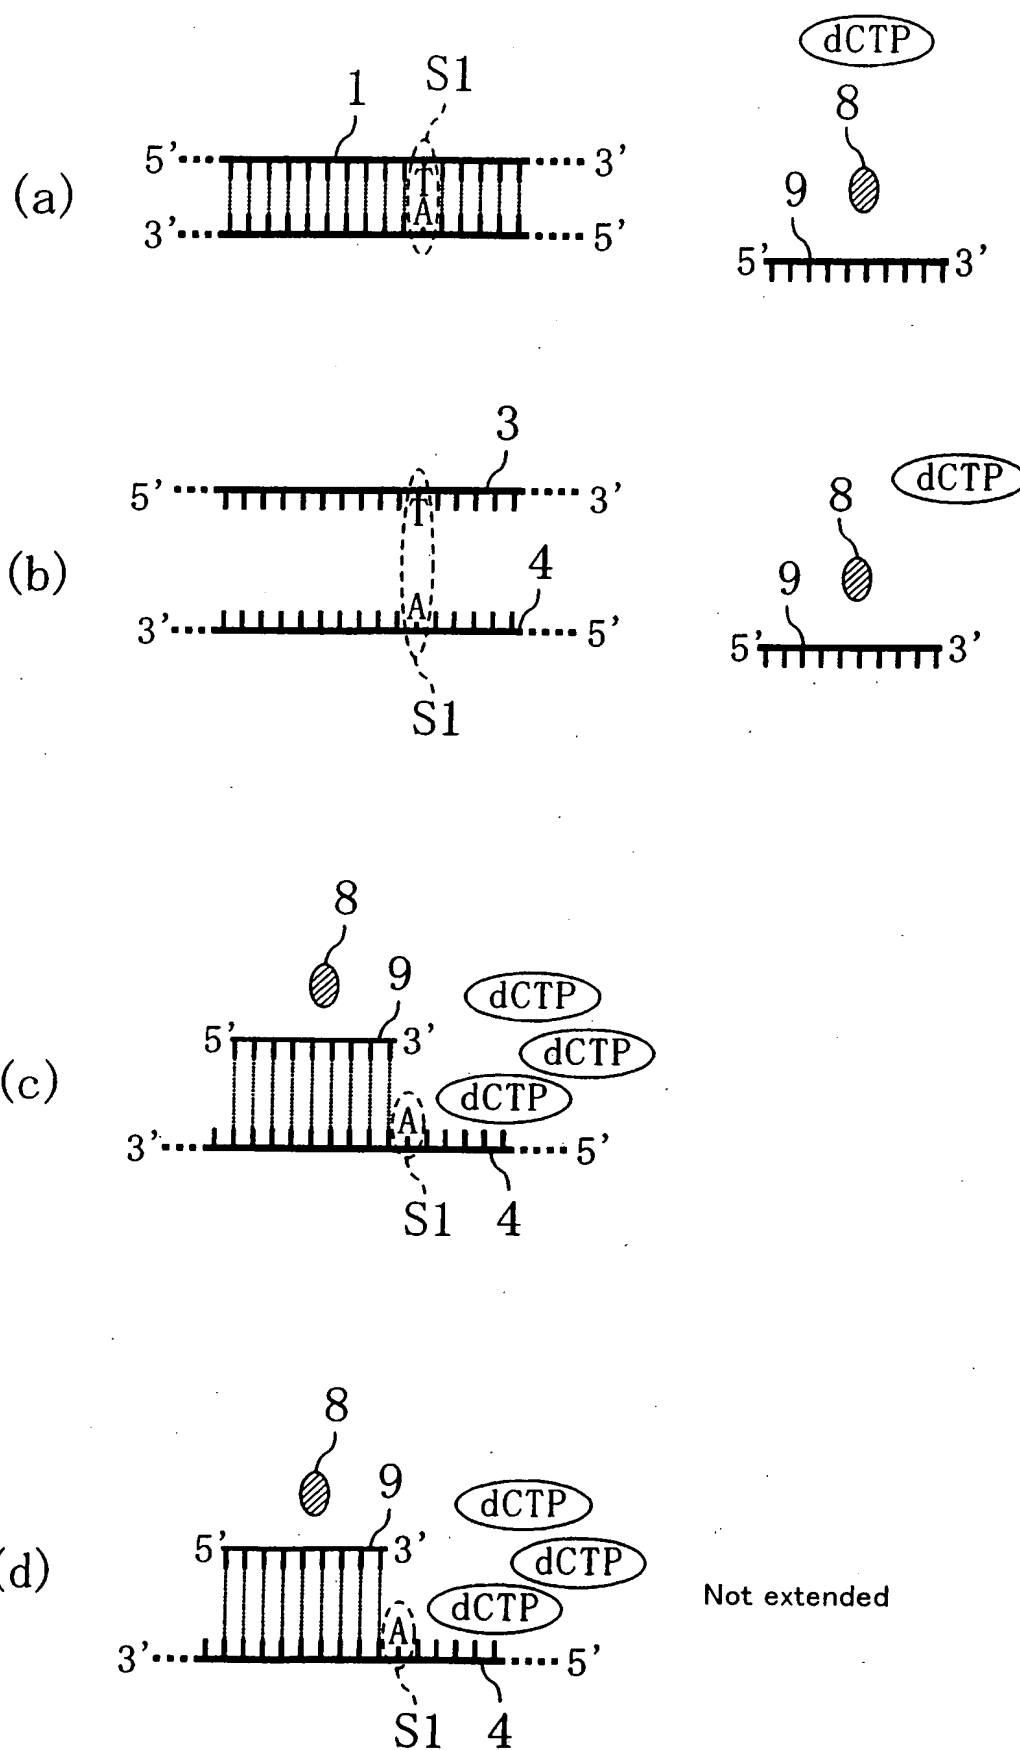 dCTP
S1
1
8
5' 3'
(a)
T
9
A
3' 5'
5' 3'
3
dCTP
5' 3'
8
T
(b)
4
9
A
3' 5'
5' 3'
S1
8
9
dCTP
5' 3'
dCTP
(c)
dCTP
A
3' 5'
S1 4
8
9
dCTP
5' 3'
dCTP
(d)
Not extended
dCTP
A
3' 5'
S1 4